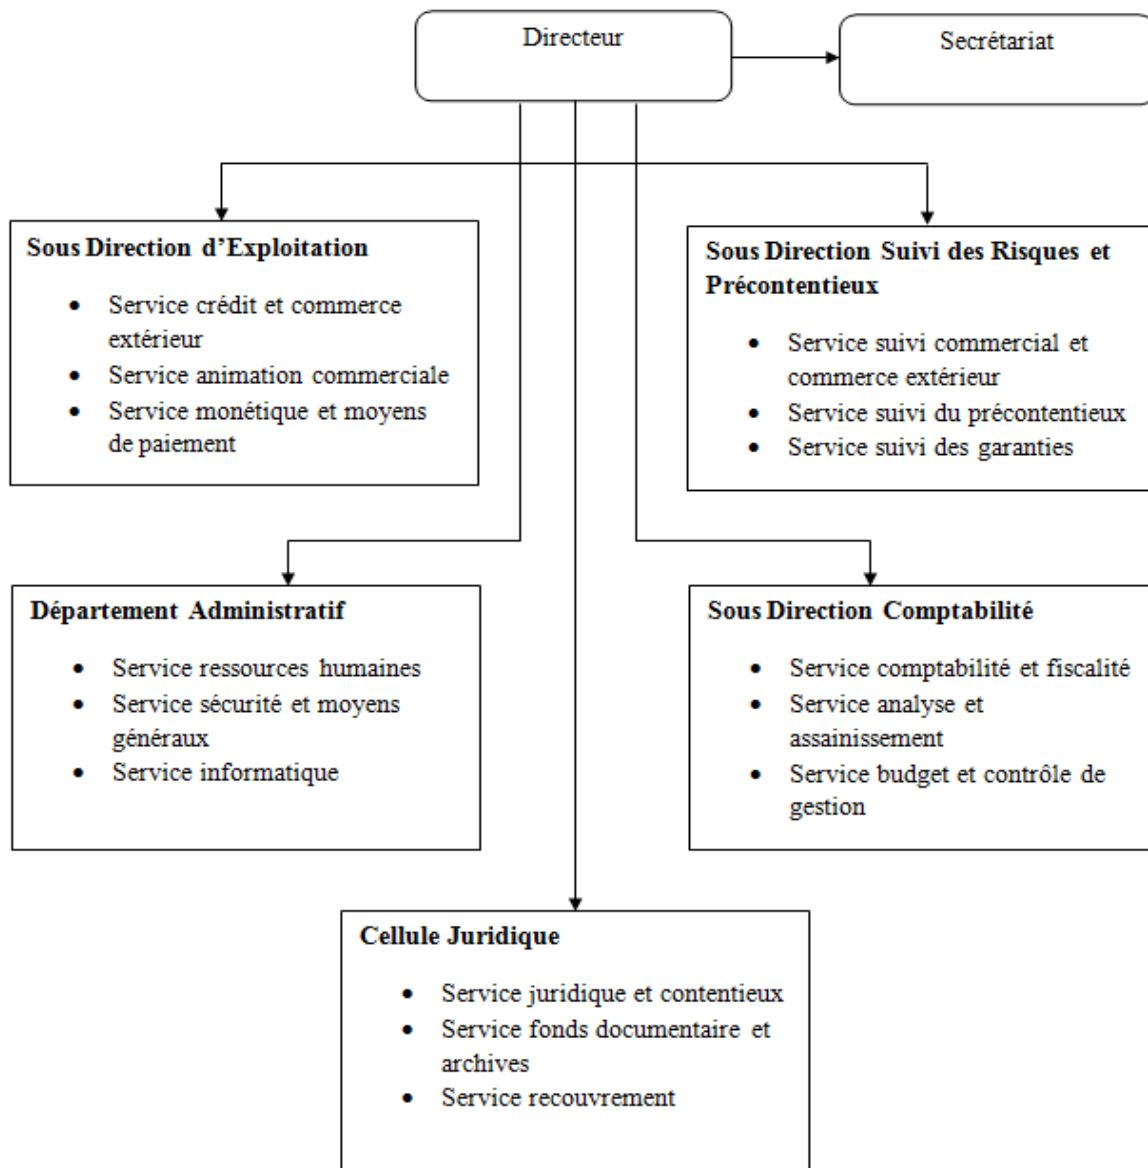 Directeur
Secrétariat
Sous Direction d’Exploitation
• Service crédit et commerce
extérieur
• Service animation commerciale
• Service monétique et moyens
de paiement
Sous Direction Suivi des Risques et
Précontentieux
• Service suivi commercial et
commerce extérieur
• Service suivi du précontentieux
• Service suivi des garanties
Département Administratif
• Service ressources humaines
• Service sécurité et moyens
généraux
• Service informatique
Sous Direction Comptabilité
• Service comptabilité et fiscalité
• Service analyse et
assainissement
• Service budget et contrôle de
gestion
Cellule Juridique
• Service juridique et contentieux
• Service fonds documentaire et
archives
• Service recouvrement